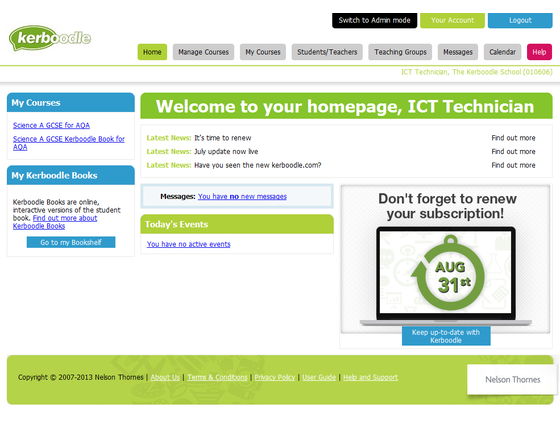 kerboodle
Switch to Admin mode
Your Account
Logout
Home
Manage Courses
My Courses
Students/Teachers
Teaching Groups
Messages
Calendar
Help
ICT Technician, The Kerboodle School (010606)
My Courses
Science A GCSE for AQA
Science A GCSE Kerboodle Book for
AQA
My Kerboodle Books
Kerboodle Books are online,
interactive versions of the student
book. Find out more about
Kerboodle Books
Go to my Bookshelf
Welcome to your homepage, ICT Technician
Latest News: It's time to renew Find out more
Latest News: July update now live Find out more
Latest News: Have you seen the new kerboodle.com? Find out more
Messages: You have no new messages
Today's Events
You have no active events
Don't forget to renew
your subscription!
AUG
31st
Keep up-to-date with
Kerboodle
Copyright © 2007-2013 Nelson Thornes | About Us | Terms & Conditions | Privacy Policy | User Guide | Help and Support
Nelson Thornes